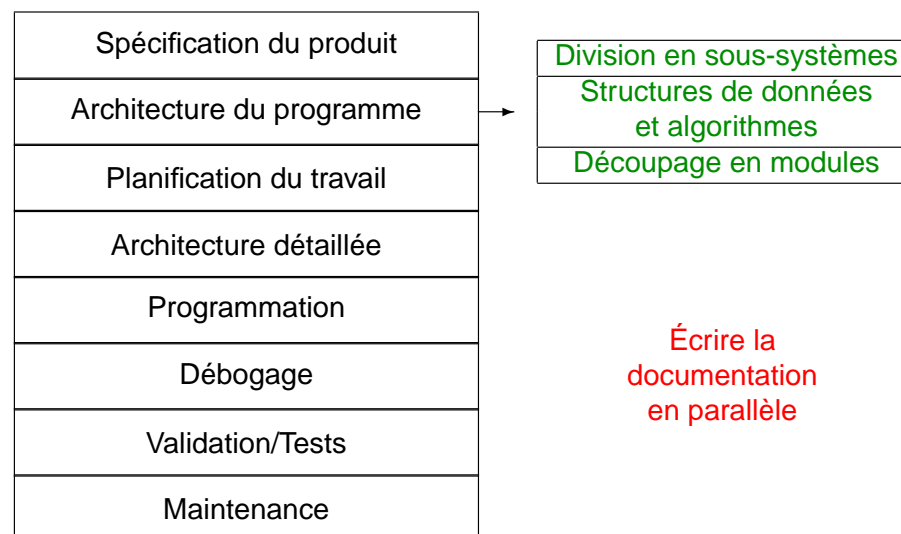 Spécification du produit
Architecture du programme
Planification du travail
Architecture détaillée
Programmation
Débogage
Validation/Tests
Maintenance
Division en sous-systèmes
Structures de données
et algorithmes
Découpage en modules
Écrire la
documentation
en parallèle